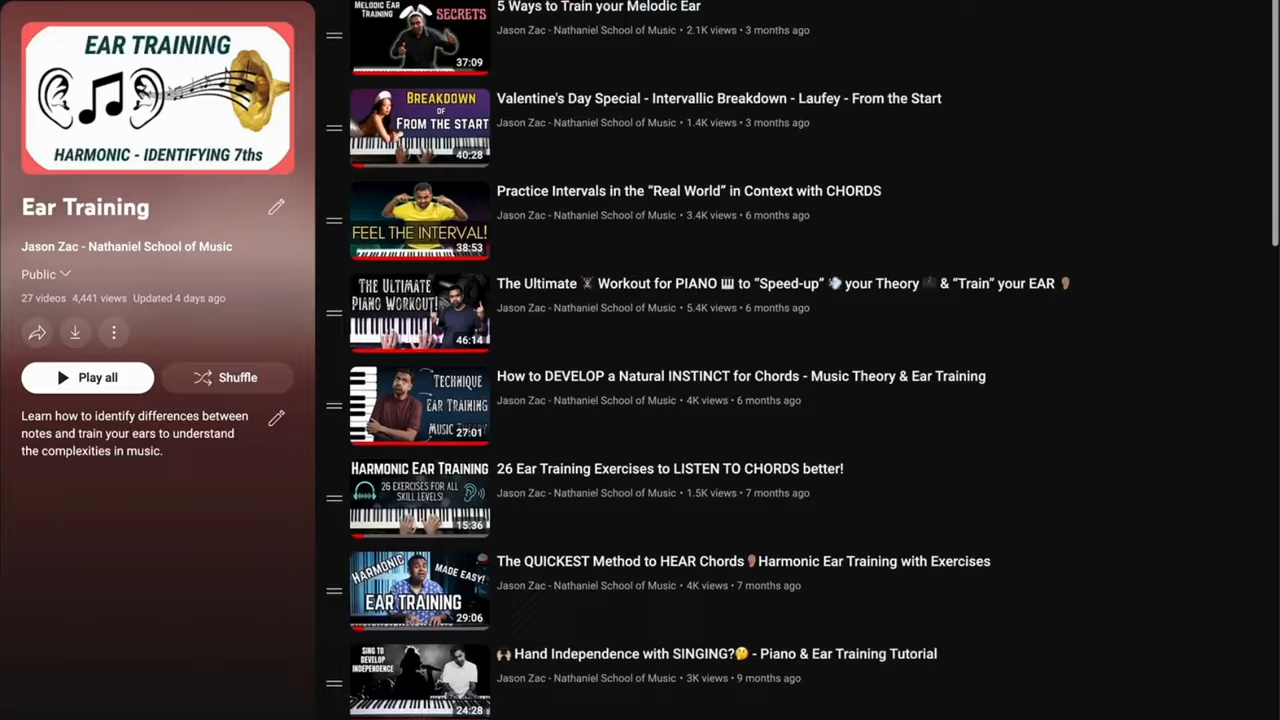 EAR TRAINING
HARMONIC - IDENTIFYING 7ths
Ear Training
Jason Zac - Nathaniel School of Music
Public
27 videos 4,441 views Updated 4 days ago
Play all
Shuffle
Learn how to identify differences between
notes and train your ears to understand
the complexities in music.
MELODIC EAR
TRAINING
SECRETS
37:09
5 Ways to Train your Melodic Ear
Jason Zac - Nathaniel School of Music • 2.1K views • 3 months ago
BREAKDOWN
OF
FROM THE START
40:28
Valentine's Day Special - Intervallic Breakdown - Laufey - From the Start
Jason Zac - Nathaniel School of Music • 1.4K views • 3 months ago
FEEL THE INTERVAL!
38:53
Practice Intervals in the “Real World” in Context with CHORDS
Jason Zac - Nathaniel School of Music • 3.4K views • 6 months ago
THE ULTIMATE
PIANO WORKOUT!
46:14
The Ultimate 🏋🏿 Workout for PIANO 🎹 to “Speed-up” 💨 your Theory 🎼 & “Train” your EAR 👂🏽
Jason Zac - Nathaniel School of Music • 5.4K views • 6 months ago
TECHNIQUE
EAR TRAINING
MUSIC THEORY
27:01
How to DEVELOP a Natural INSTINCT for Chords - Music Theory & Ear Training
Jason Zac - Nathaniel School of Music • 4K views • 6 months ago
HARMONIC EAR TRAINING
26 EXERCISES FOR ALL
SKILL LEVELS!
15:36
26 Ear Training Exercises to LISTEN TO CHORDS better!
Jason Zac - Nathaniel School of Music • 1.5K views • 7 months ago
HARMONIC
MADE EASY!
EAR TRAINING
29:06
The QUICKEST Method to HEAR Chords👂🏽Harmonic Ear Training with Exercises
Jason Zac - Nathaniel School of Music • 4K views • 7 months ago
SING TO
DEVELOP
INDEPENDENCE
24:28
🙌🏽 Hand Independence with SINGING?🤔 - Piano & Ear Training Tutorial
Jason Zac - Nathaniel School of Music • 3K views • 9 months ago